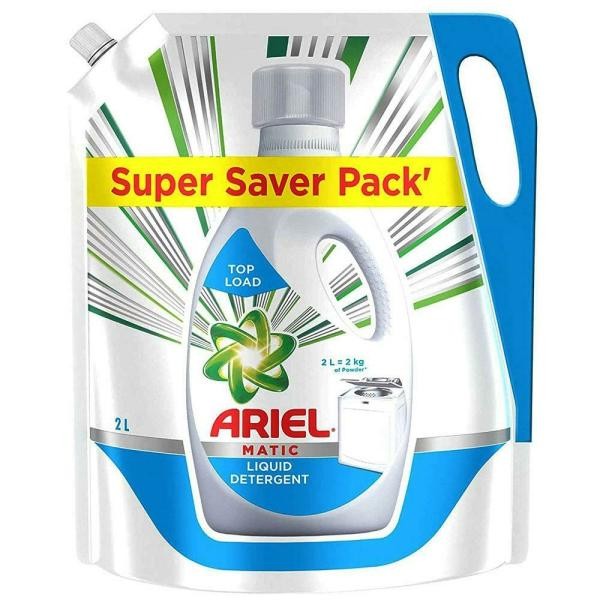 Super Saver Pack'
TOP
LOAD
2 L = 2 kg
of Powder*
2 L
ARIEL
MATIC
LIQUID
DETERGENT